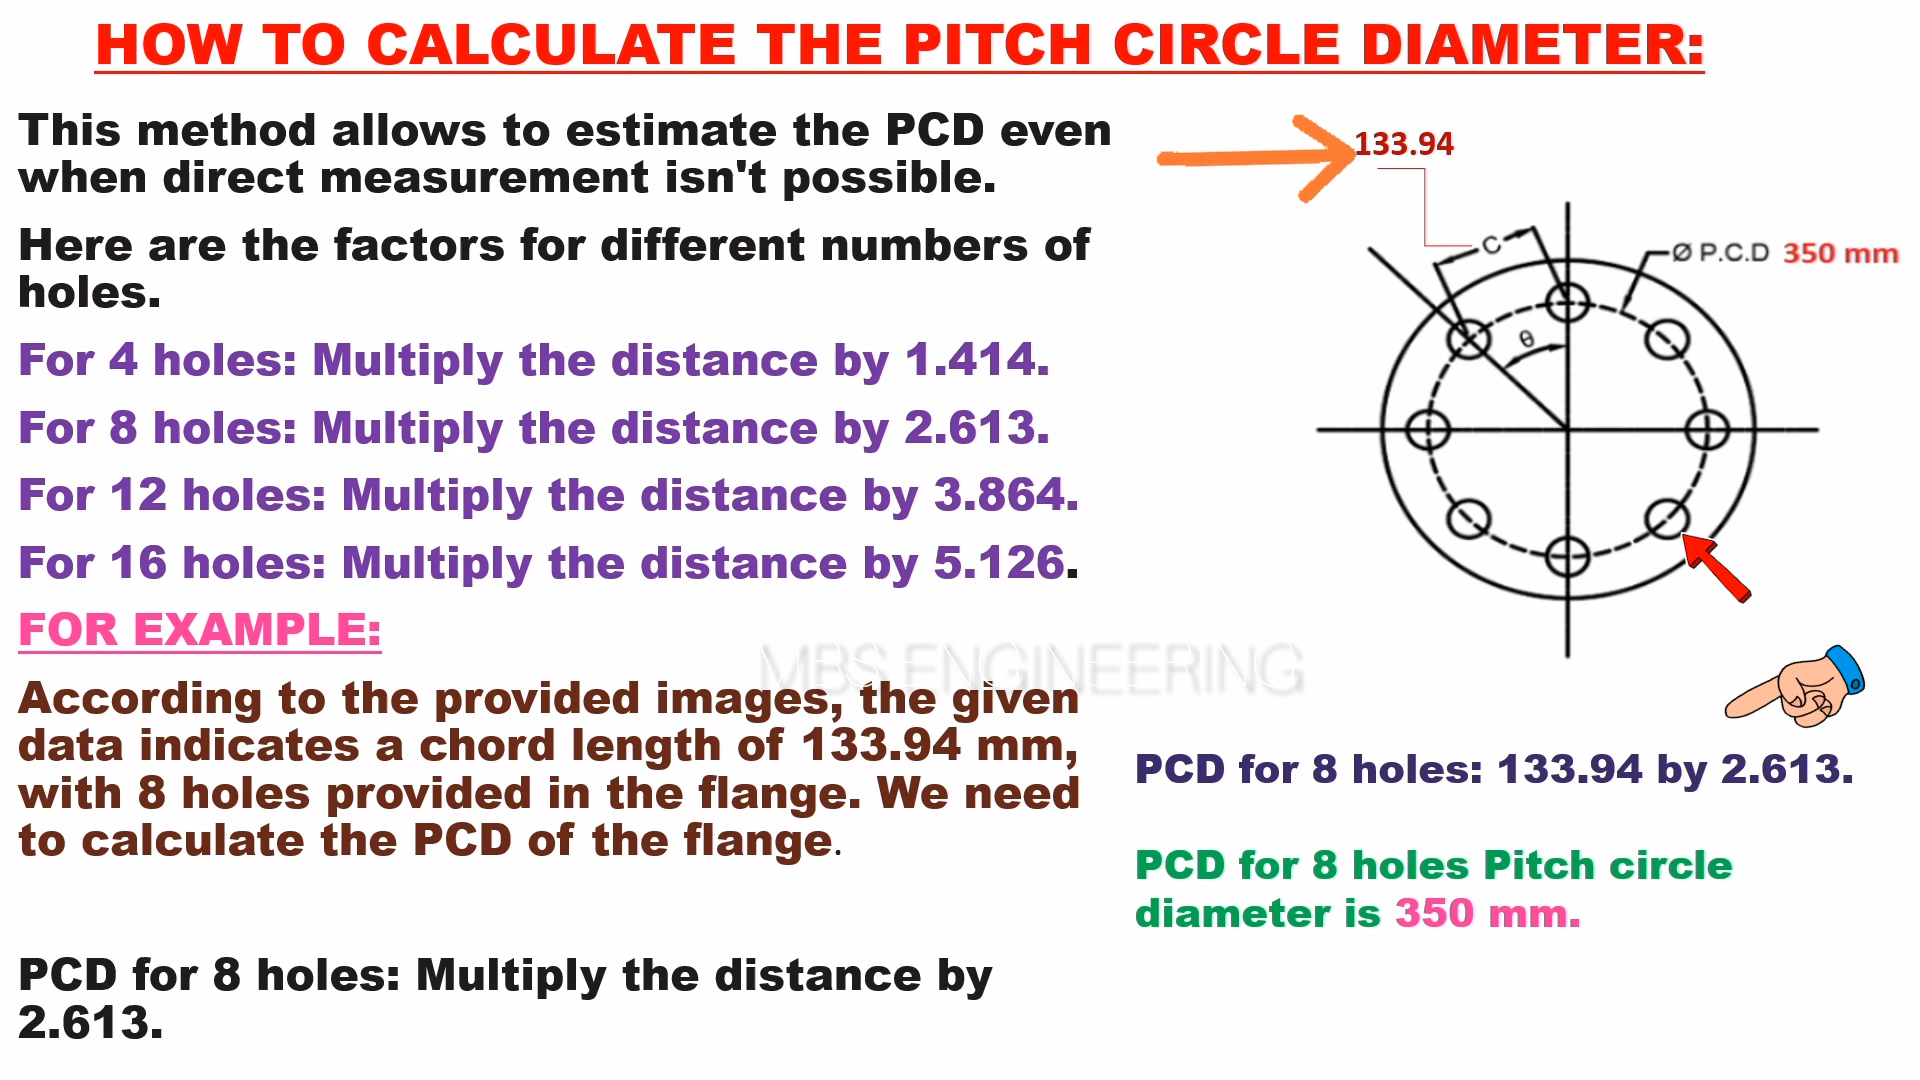 HOW TO CALCULATE THE PITCH CIRCLE DIAMETER:
This method allows to estimate the PCD even
when direct measurement isn't possible.
Here are the factors for different numbers of
holes.
For 4 holes: Multiply the distance by 1.414.
For 8 holes: Multiply the distance by 2.613.
For 12 holes: Multiply the distance by 3.864.
For 16 holes: Multiply the distance by 5.126.
FOR EXAMPLE:
According to the provided images, the given
data indicates a chord length of 133.94 mm,
with 8 holes provided in the flange. We need
to calculate the PCD of the flange.
PCD for 8 holes: Multiply the distance by
2.613.
133.94
C
Ø P.C.D 350 mm
θ
MBS ENGINEERING
PCD for 8 holes: 133.94 by 2.613.
PCD for 8 holes Pitch circle
diameter is 350 mm.